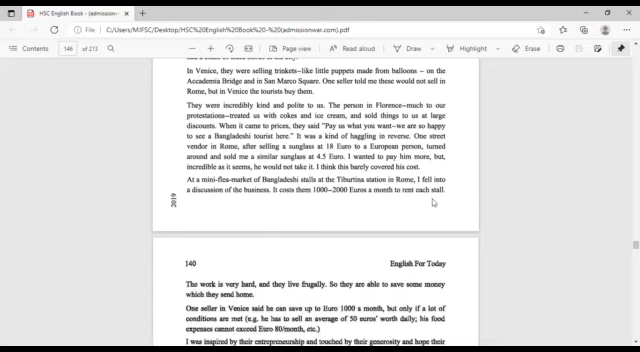 HSC English Book - (admissionwar.com).pdf
File C:/Users/MJFSC/Desktop/HSC%20English%20Book%20-%20(admissionwar.com).pdf
Contents 146 of 213 Page view Read aloud Draw Highlight Erase
In Venice, they were selling trinkets–like little puppets made from balloons – on the
Accademia Bridge and in San Marco Square. One seller told me these would not sell in
Rome, but in Venice the tourists buy them.
They were incredibly kind and polite to us. The person in Florence–much to our
protestations–treated us with cokes and ice cream, and sold things to us at large
discounts. When it came to prices, they said "Pay us what you want–we are so happy
to see a Bangladeshi tourist here." It was a kind of haggling in reverse. One street
vendor in Rome, after selling a sunglass at 18 Euro to a European person, turned
around and sold me a similar sunglass at 4.5 Euro. I wanted to pay him more, but,
incredible as it seems, he would not take it. I think this barely covered his cost.
At a mini-flea-market of Bangladeshi stalls at the Tiburtina station in Rome, I fell into
a discussion of the business. It costs them 1000–2000 Euros a month to rent each stall.
2019
140 English For Today
The work is very hard, and they live frugally. So they are able to save some money
which they send home.
One seller in Venice said he can save up to Euro 1000 a month, but only if a lot of
conditions are met (e.g. he has to sell an average of 50 euros' worth daily; his food
expenses cannot exceed Euro 80/month, etc.)
I was inspired by their entrepreneurship and touched by their generosity and hope their